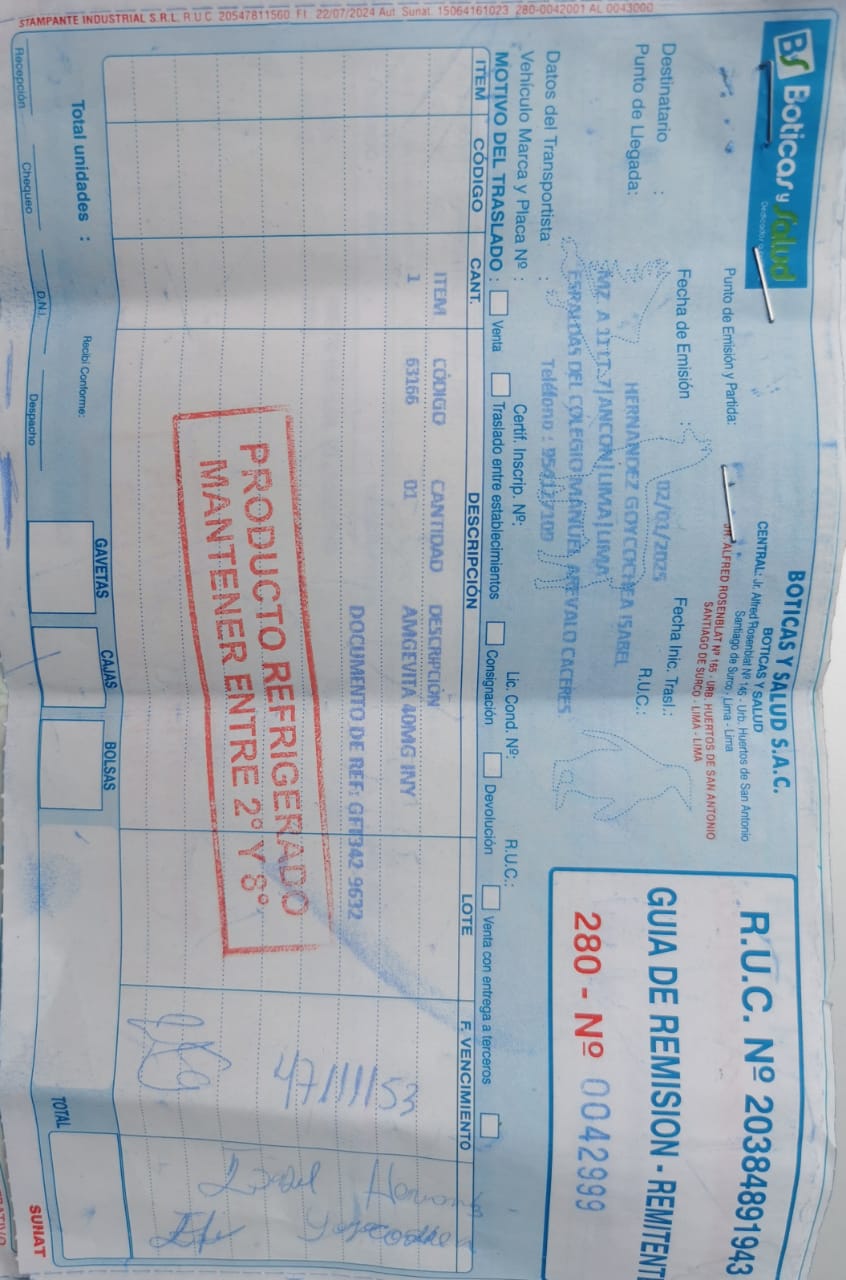 STAMPANTE INDUSTRIAL S.R.L. R.U.C. 20547811560 F.I. 22/07/2024 Aut. Sunat. 15064161023 280-0042001 AL 0043000
BS Boticas y Salud
BOTICAS Y SALUD S.A.C.
CENTRAL: Jr. Alfred Rosenblat Nº 165 - Urb. Huertos de San Antonio
BOTICAS Y SALUD
Santiago de Surco - Lima - Lima
Punto de Emisión y Partida:
JR. ALFRED ROSENBLAT Nº 165 - URB. HUERTOS DE SAN ANTONIO
SANTIAGO DE SURCO - LIMA - LIMA
R.U.C. Nº 20384891943
GUIA DE REMISION - REMITENT
280 - Nº 0042999
Fecha de Emisión : 02/01/2025 Fecha Inic. Trasl.:
Destinatario : HERNANDEZ GOYCOCHEA ISABEL R.U.C.:
Punto de Llegada: MZ. A 11 LT.7|ANCON|LIMA|LIMA
ESPALDAS DEL COLEGIO MANUEL AREVALO CACERES
Datos del Transportista : Teléfono :
Vehículo Marca y Placa Nº : Certif. Inscrip. Nº: Lic. Cond. Nº: R.U.C.:
MOTIVO DEL TRASLADO : Venta Traslado entre establecimientos Consignación Devolución Venta con entrega a terceros
ITEM CÓDIGO CANT. DESCRIPCIÓN LOTE F. VENCIMIENTO
ITEM CÓDIGO CANTIDAD DESCRIPCIÓN
1 63166 01 AMGEVITA 40MG INY
DOCUMENTO DE REF: GFI342-9632
PRODUCTO REFRIGERADO
MANTENER ENTRE 2° Y 8°
Isabel
Total unidades :
Recibí Conforme:
GAVETAS CAJAS BOLSAS TOTAL
Recepción Chequeo D.N.I. Despacho
SUNAT